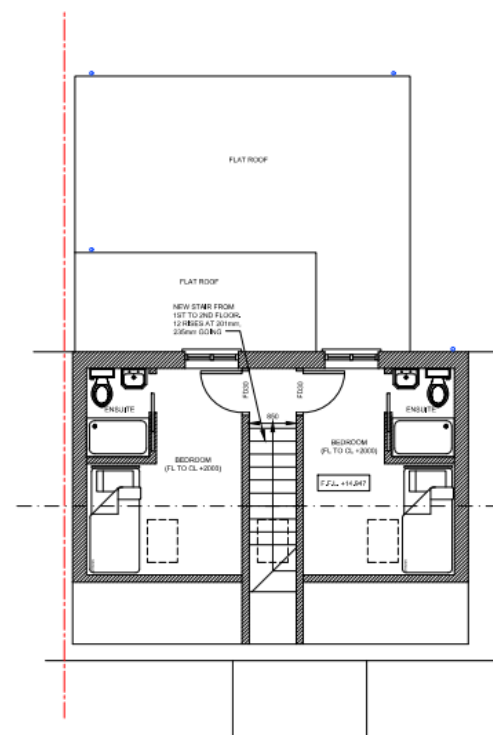 FLAT ROOF
FLAT ROOF
NEW STAIR FROM
1ST TO 2ND FLOOR.
12 RISES AT 201mm,
235mm GOING
FD30
FD30
ENSUITE
850
ENSUITE
BEDROOM
(FL TO CL +2000)
BEDROOM
(FL TO CL +2000)
F.F.L. +14.947